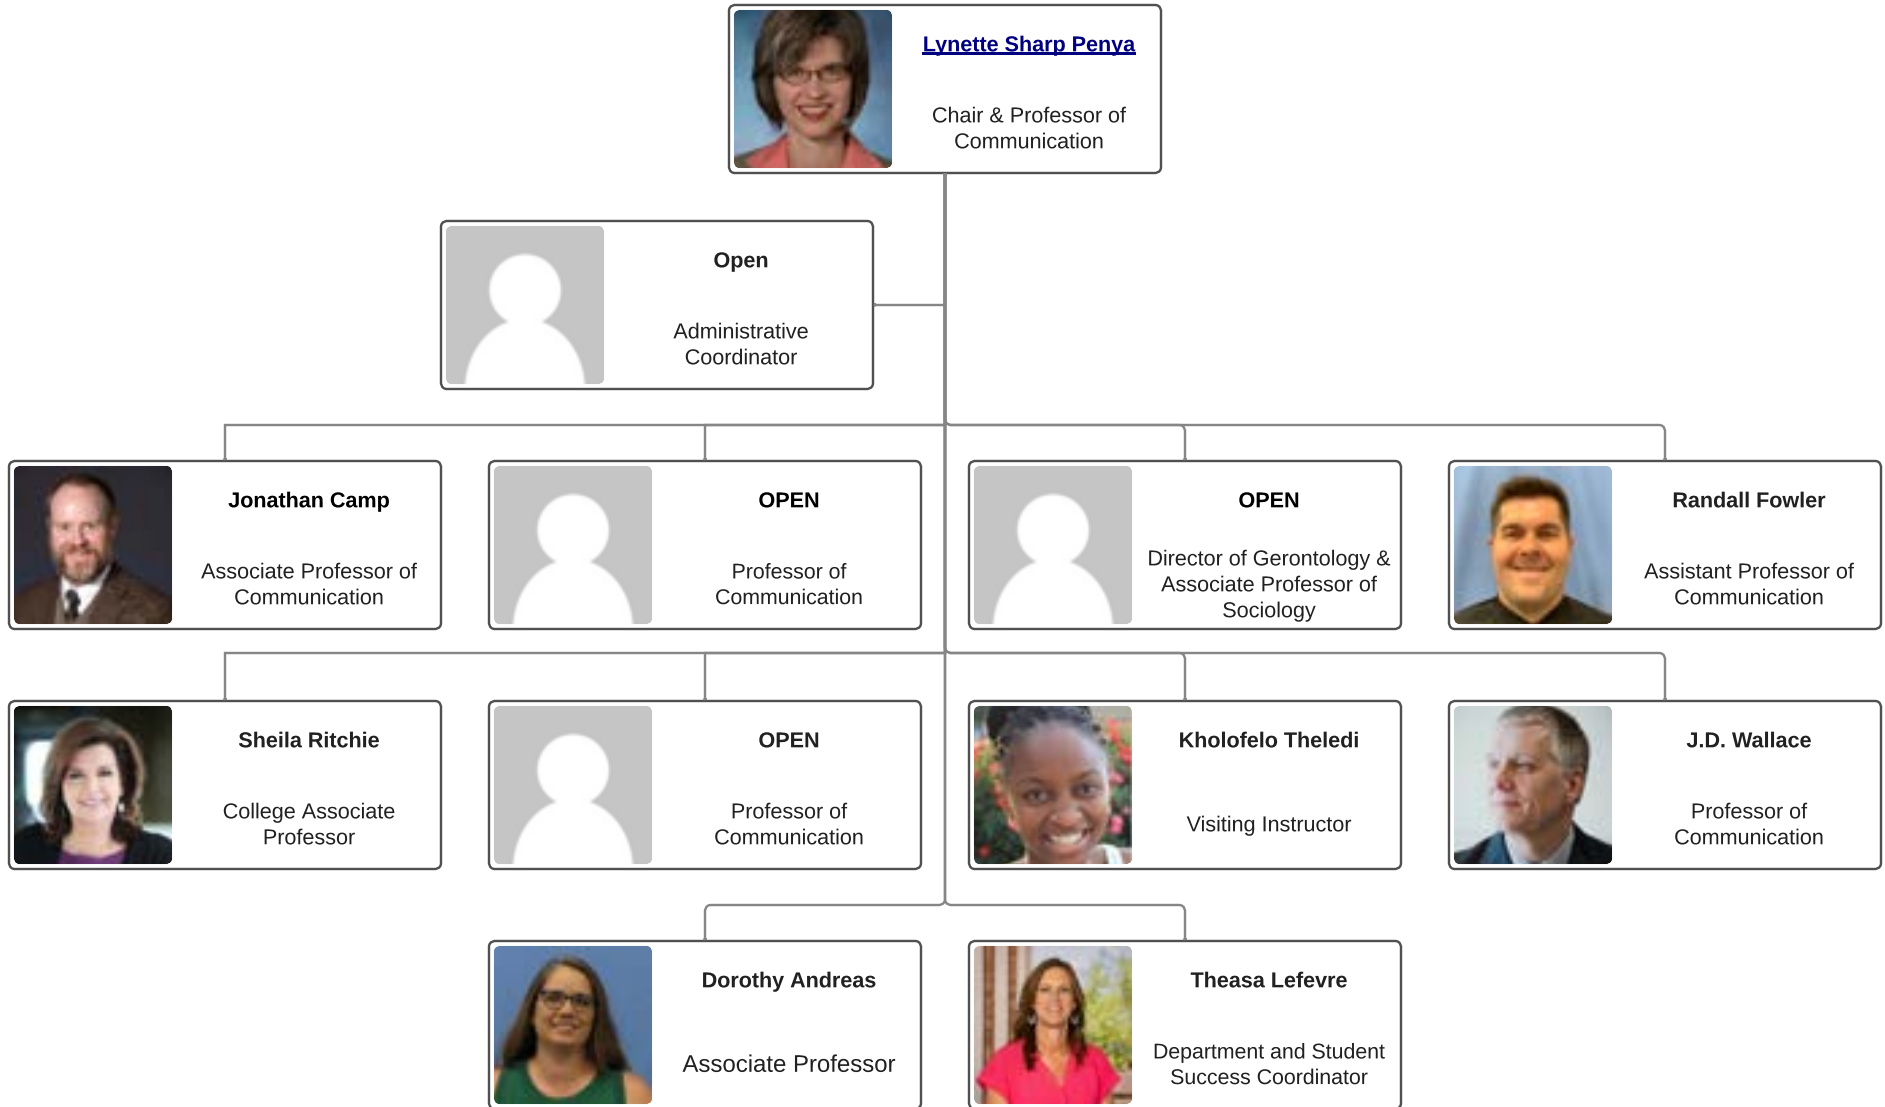 Lynette Sharp Penya
Chair & Professor of
Communication
Open
Administrative
Coordinator
Jonathan Camp
Associate Professor of
Communication
OPEN
Professor of
Communication
OPEN
Director of Gerontology &
Associate Professor of
Sociology
Randall Fowler
Assistant Professor of
Communication
Sheila Ritchie
College Associate
Professor
OPEN
Professor of
Communication
Kholofelo Theledi
Visiting Instructor
J.D. Wallace
Professor of
Communication
Dorothy Andreas
Associate Professor
Theasa Lefevre
Department and Student
Success Coordinator